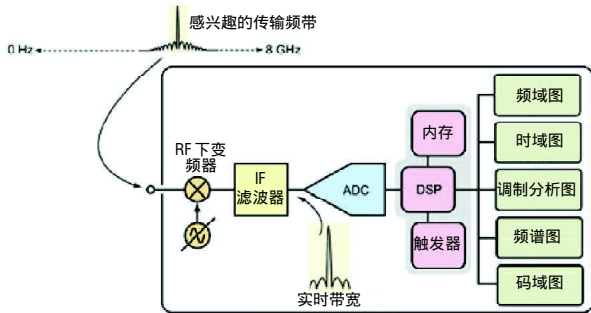 感兴趣的传输频带
0 Hz
8 GHz
RF 下变
频器
IF
滤波器
ADC
实时带宽
内存
DSP
触发器
频域图
时域图
调制分析图
频谱图
码域图